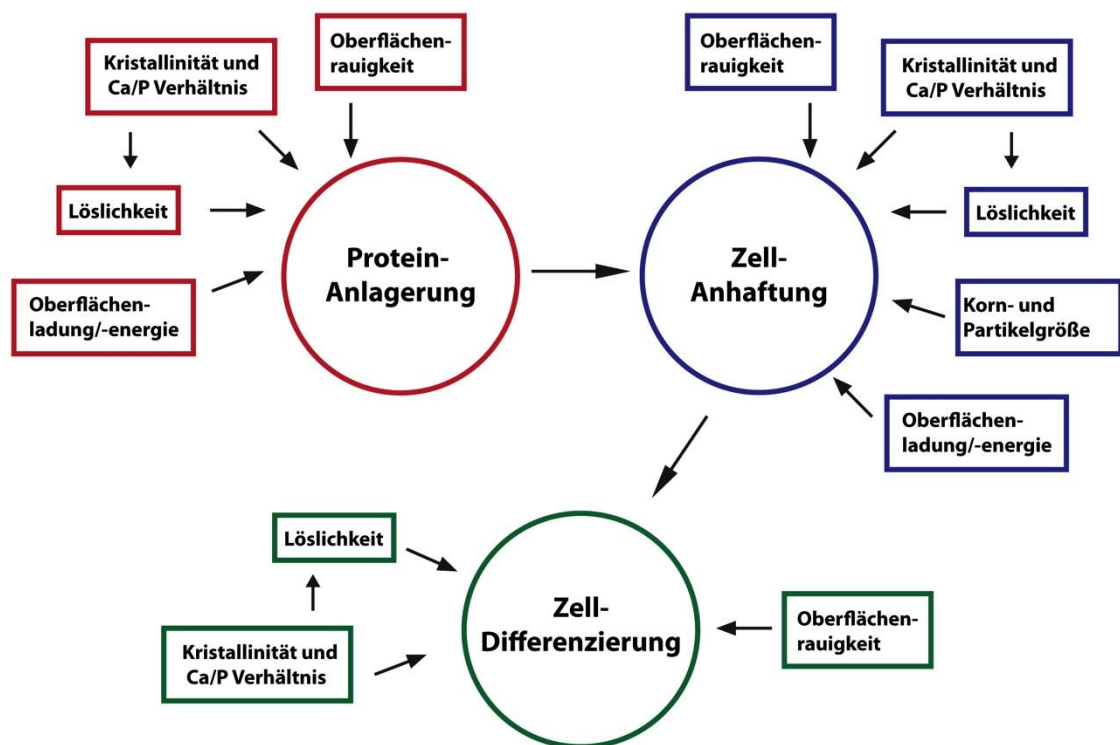 Kristallinität und
Ca/P Verhältnis
Oberflächen-
rauigkeit
Löslichkeit
Oberflächen-
ladung/-energie
Protein-
Anlagerung
Oberflächen-
rauigkeit
Kristallinität und
Ca/P Verhältnis
Löslichkeit
Korn- und
Partikelgröße
Oberflächen-
ladung/-energie
Zell-
Anhaftung
Löslichkeit
Kristallinität und
Ca/P Verhältnis
Zell-
Differenzierung
Oberflächen-
rauigkeit